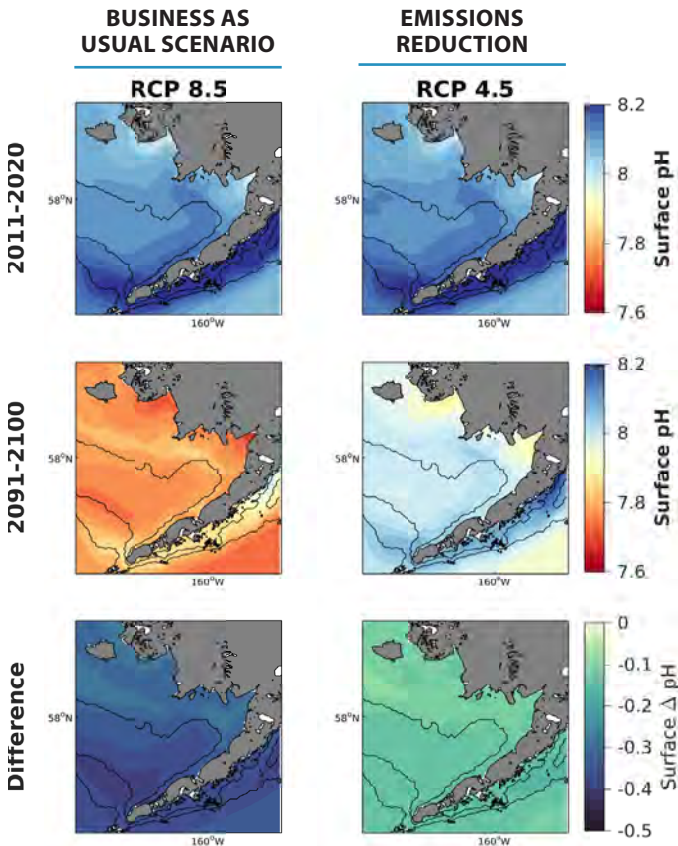 BUSINESS AS
USUAL SCENARIO
EMISSIONS
REDUCTION
RCP 8.5
RCP 4.5
2011-2020
58°N
160°W
58°N
160°W
8.2
8
7.8
7.6
Surface pH
2091-2100
58°N
160°W
58°N
160°W
8.2
8
7.8
7.6
Surface pH
Difference
58°N
160°W
58°N
160°W
0
-0.1
-0.2
-0.3
-0.4
-0.5
Surface Δ pH